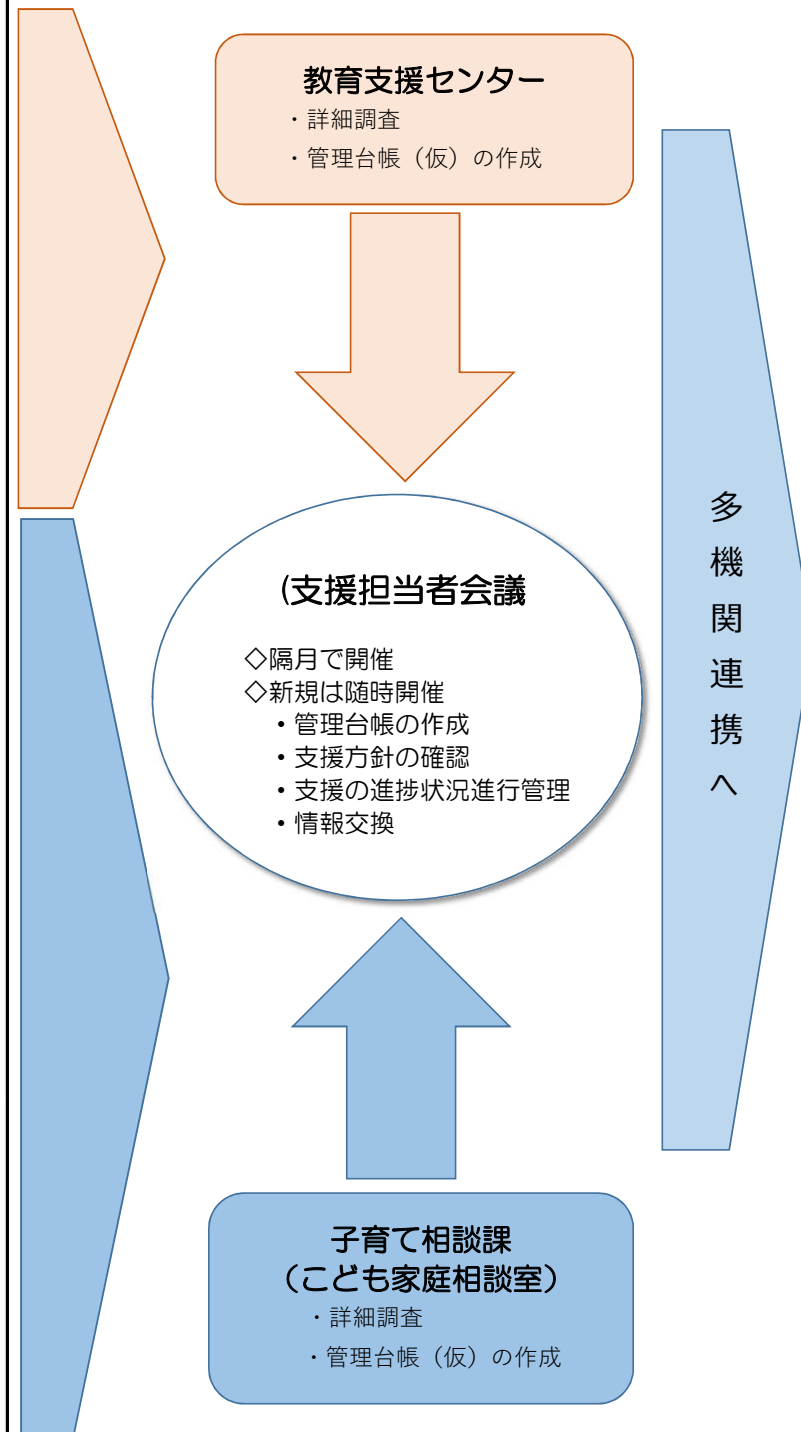 教育支援センター
・詳細調査
・管理台帳（仮）の作成
(支援担当者会議
◇隔月で開催
◇新規は随時開催
・管理台帳の作成
・支援方針の確認
・支援の進捗状況進行管理
・情報交換
多機関連携へ
子育て相談課
（こども家庭相談室）
・詳細調査
・管理台帳（仮）の作成